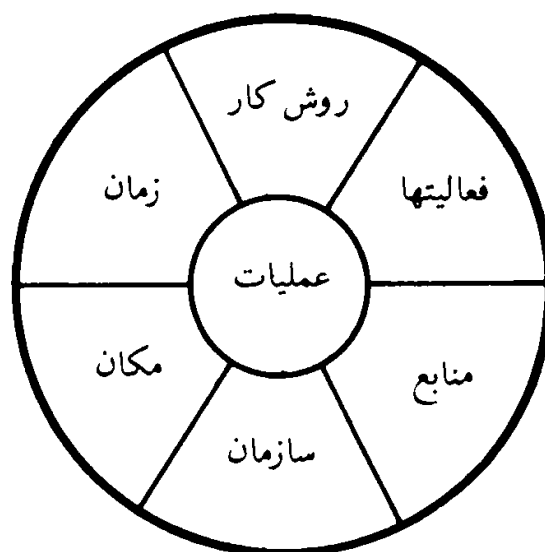 روش کار
فعالیتها
زمان
عملیات
منابع
مکان
سازمان